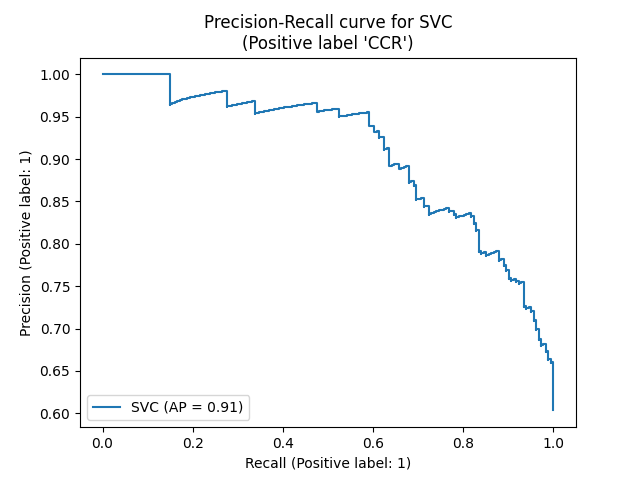 Precision-Recall curve for SVC
(Positive label 'CCR')
1.00
0.95
0.90
0.85
0.80
0.75
0.70
0.65
0.60
Precision (Positive label: 1)
SVC (AP = 0.91)
0.0 0.2 0.4 0.6 0.8 1.0
Recall (Positive label: 1)